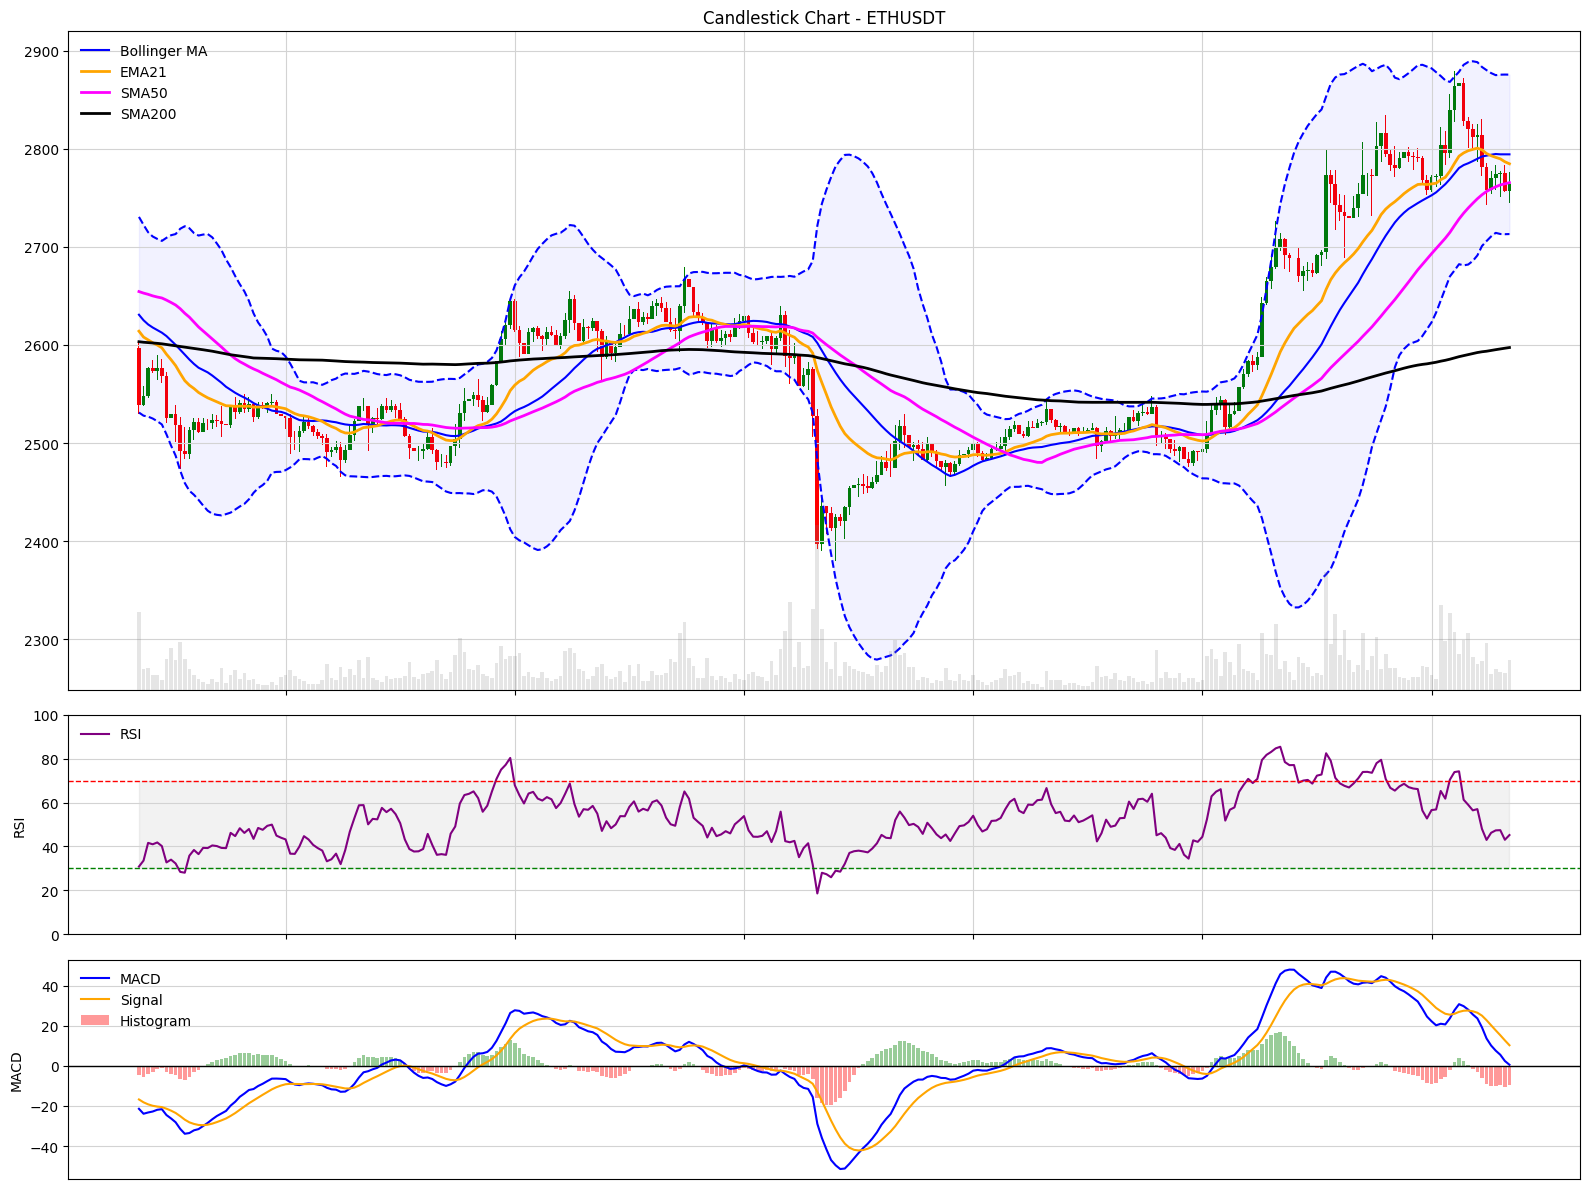 Candlestick Chart - ETHUSDT
2900
2800
2700
2600
2500
2400
2300
Bollinger MA
EMA21
SMA50
SMA200
100
80
60
40
20
0
RSI
RSI
40
20
0
−20
−40
MACD
MACD
Signal
Histogram